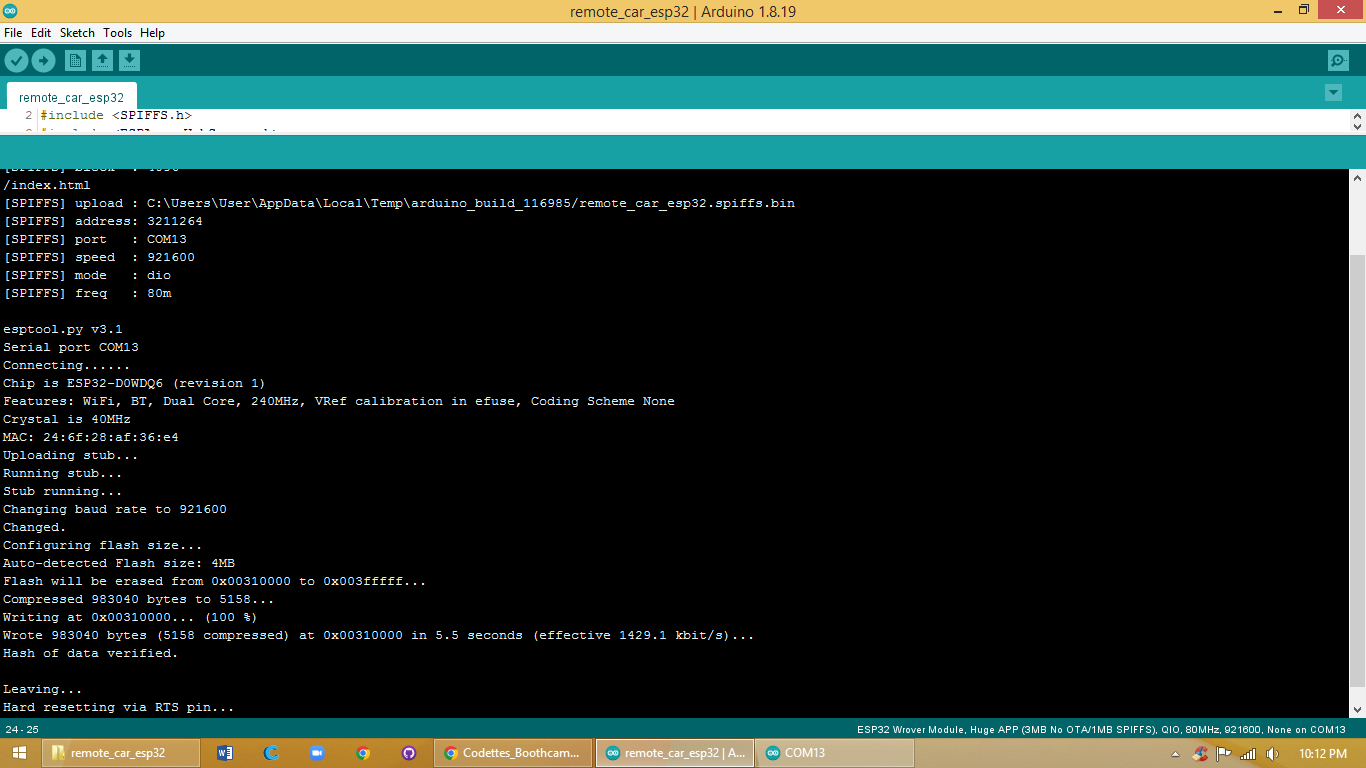 remote_car_esp32 | Arduino 1.8.19
File Edit Sketch Tools Help
remote_car_esp32
2 #include <SPIFFS.h>
/index.html
[SPIFFS] upload : C:\Users\User\AppData\Local\Temp\arduino_build_116985/remote_car_esp32.spiffs.bin
[SPIFFS] address: 3211264
[SPIFFS] port   : COM13
[SPIFFS] speed  : 921600
[SPIFFS] mode   : dio
[SPIFFS] freq   : 80m
esptool.py v3.1
Serial port COM13
Connecting......
Chip is ESP32-D0WDQ6 (revision 1)
Features: WiFi, BT, Dual Core, 240MHz, VRef calibration in efuse, Coding Scheme None
Crystal is 40MHz
MAC: 24:6f:28:af:36:e4
Uploading stub...
Running stub...
Stub running...
Changing baud rate to 921600
Changed.
Configuring flash size...
Auto-detected Flash size: 4MB
Flash will be erased from 0x00310000 to 0x003fffff...
Compressed 983040 bytes to 5158...
Writing at 0x00310000... (100 %)
Wrote 983040 bytes (5158 compressed) at 0x00310000 in 5.5 seconds (effective 1429.1 kbit/s)...
Hash of data verified.
Leaving...
Hard resetting via RTS pin...
24 - 25 ESP32 Wrover Module, Huge APP (3MB No OTA/1MB SPIFFS), QIO, 80MHz, 921600, None on COM13
remote_car_esp32 Codettes_Boothcam... remote_car_esp32 | A... COM13 10:12 PM